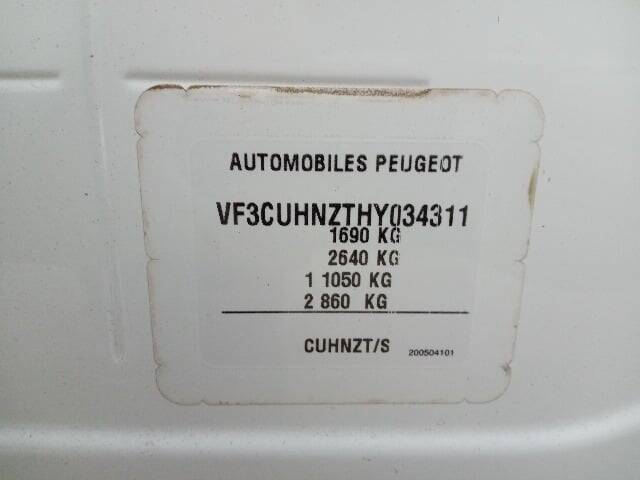 AUTOMOBILES PEUGEOT
VF3CUHNZTHY034311
1690 KG
2640 KG
1 1050 KG
2 860 KG
CUHNZT/S 200504101